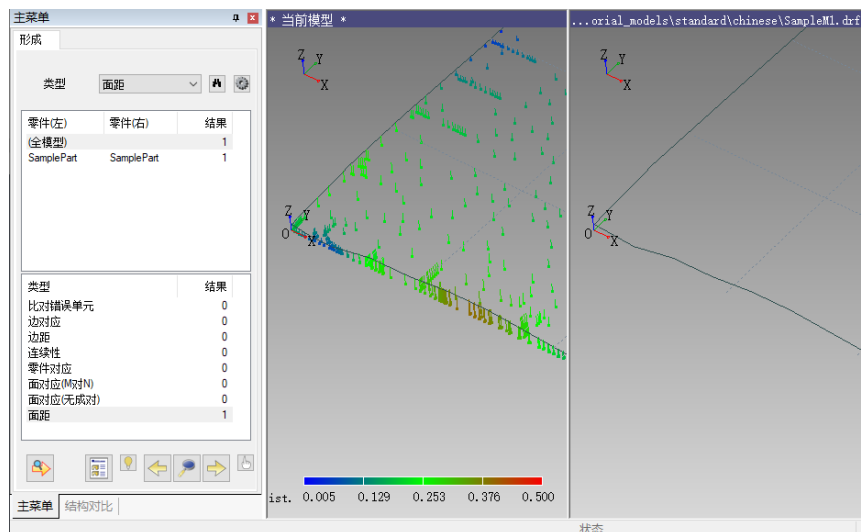 主菜单
形成
类型 面距
零件(左) 零件(右) 结果
(全模型) 1
SamplePart SamplePart 1
类型 结果
比对错误单元 0
边对应 0
边距 0
连续性 0
零件对应 0
面对应(M对N) 0
面对应(无成对) 0
面距 1
主菜单 结构对比
* 当前模型 *
Z Y
X
Z Y
O X
ist. 0.005 0.129 0.253 0.376 0.500
...orial_models\standard\chinese\SampleM1.drf
Z Y
X
Z Y
O X
状态